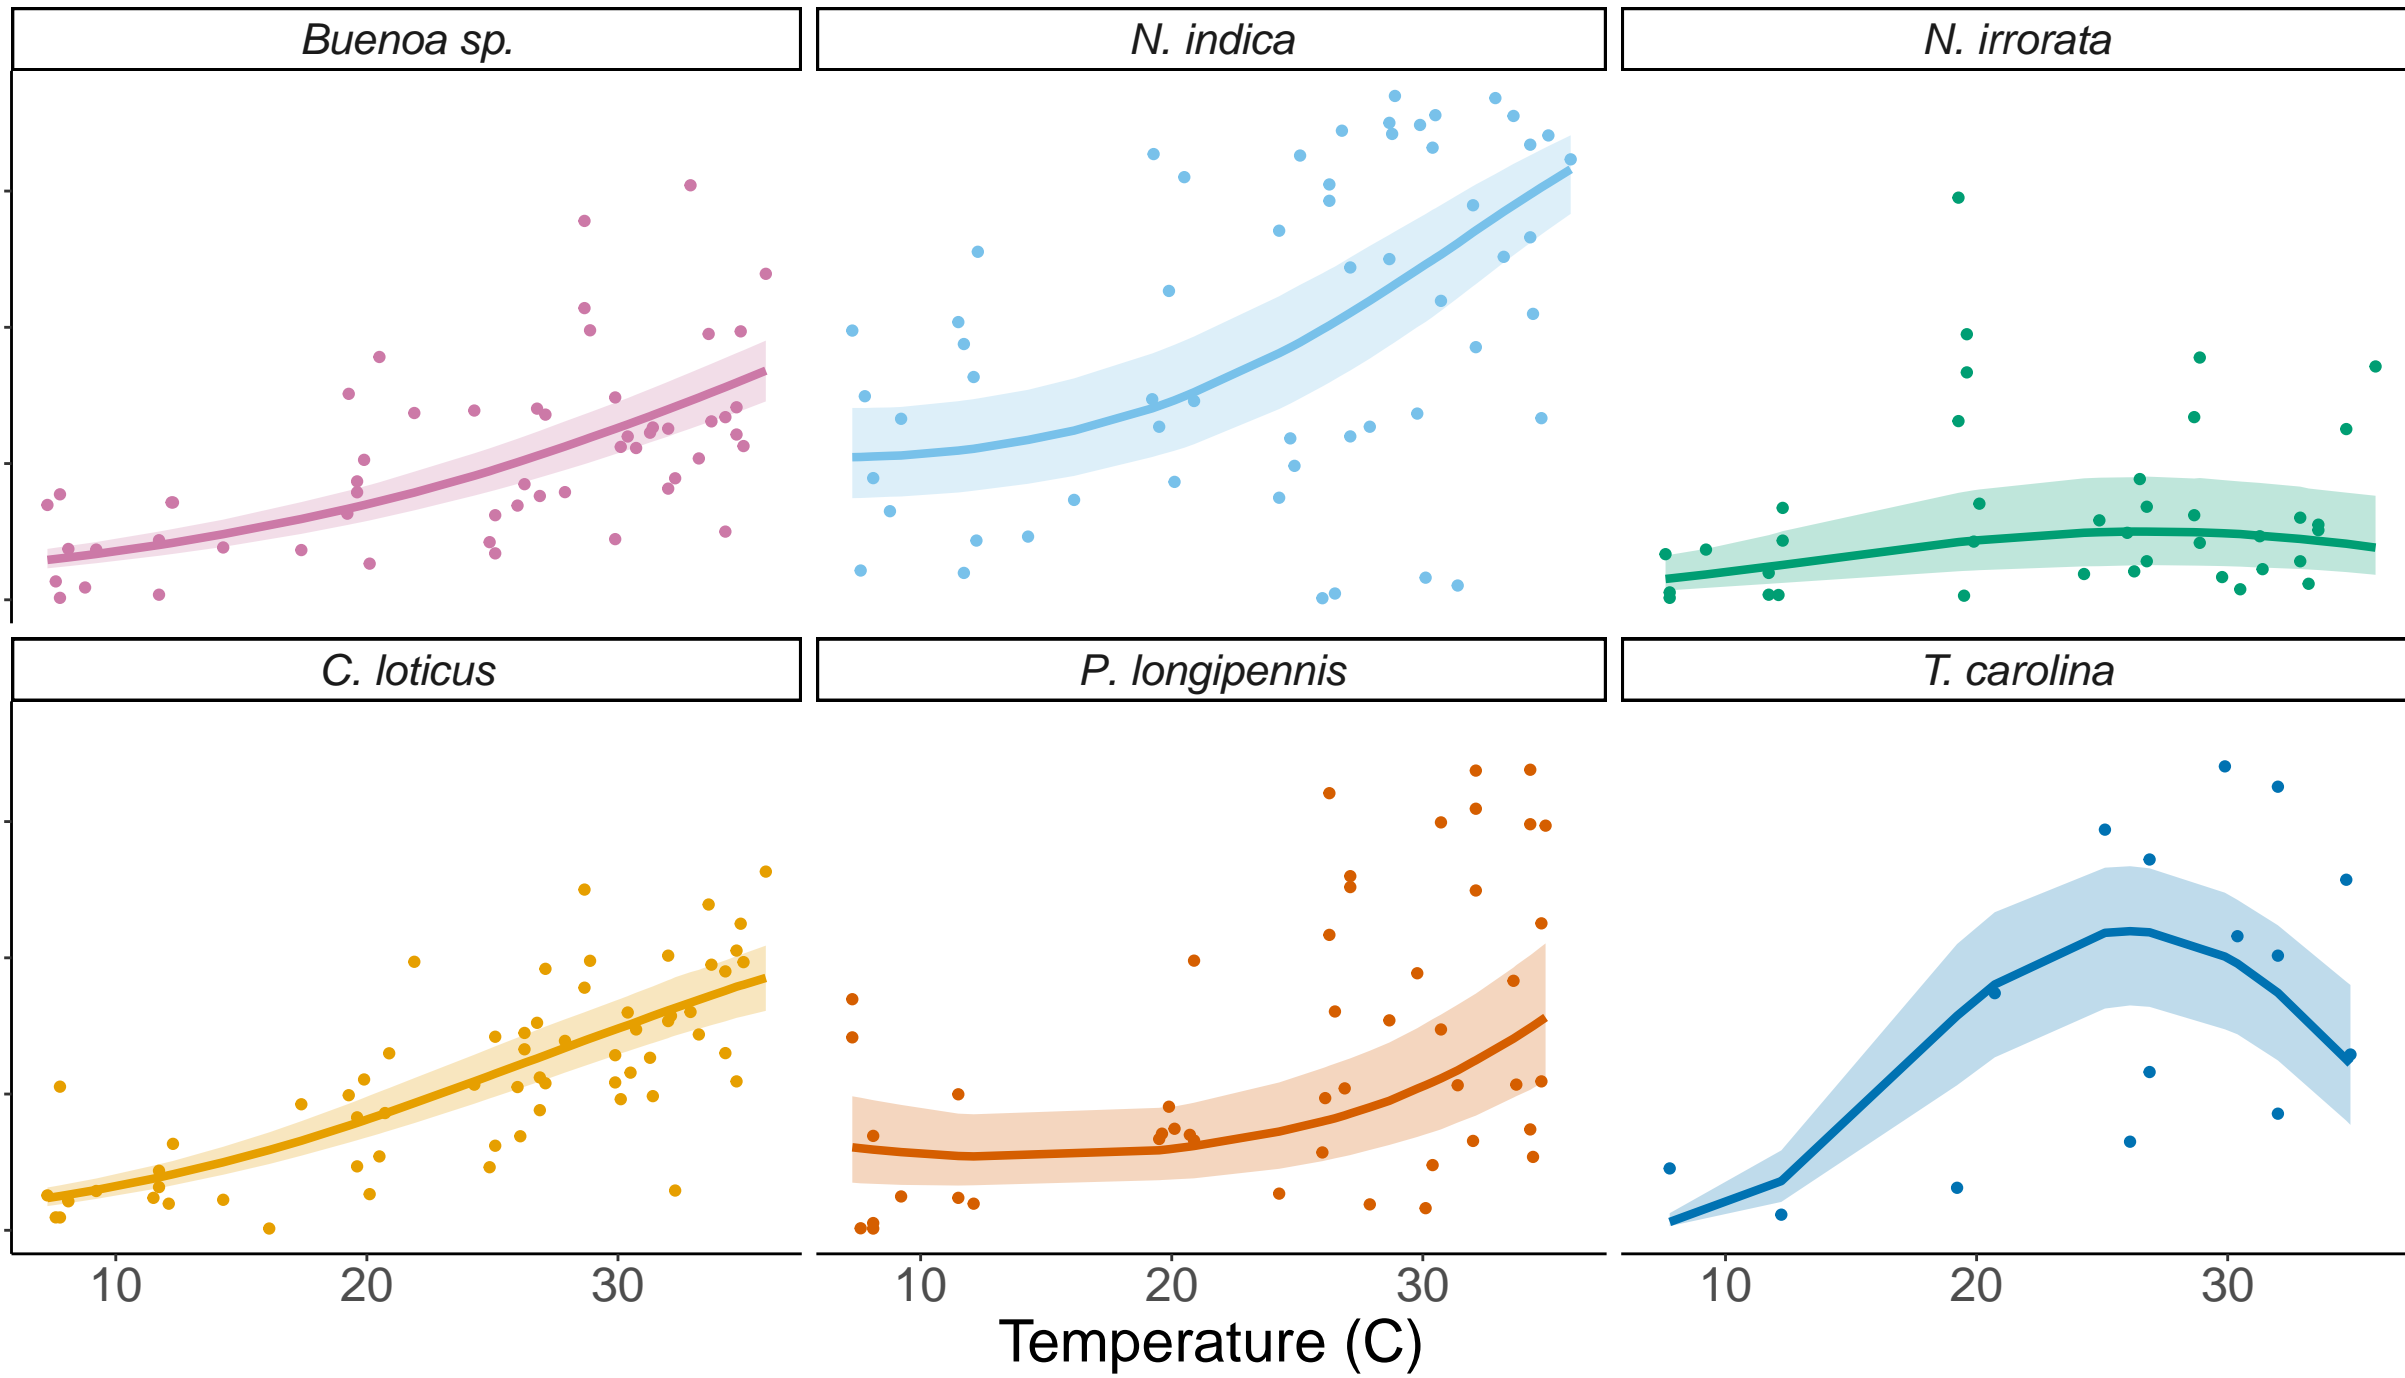 Buenoa sp.
N. indica
N. irrorata
C. loticus
P. longipennis
T. carolina
10 20 30 10 20 30 10 20 30
Temperature (C)